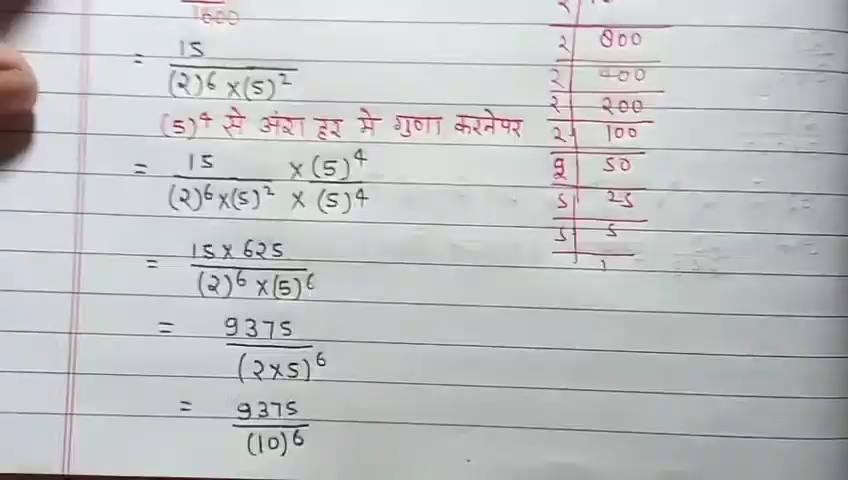 1600
= 15 / (2)⁶ × (5)²
(5)⁴ से अंश हर मे गुणा करनेपर
= 15 / (2)⁶ × (5)² × (5)⁴ / × (5)⁴
= 15 × 625 / (2)⁶ × (5)⁶
= 9375 / (2 × 5)⁶
= 9375 / (10)⁶
2 | 800
2 | 400
2 | 200
2 | 100
2 | 50
5 | 25
5 | 5
1